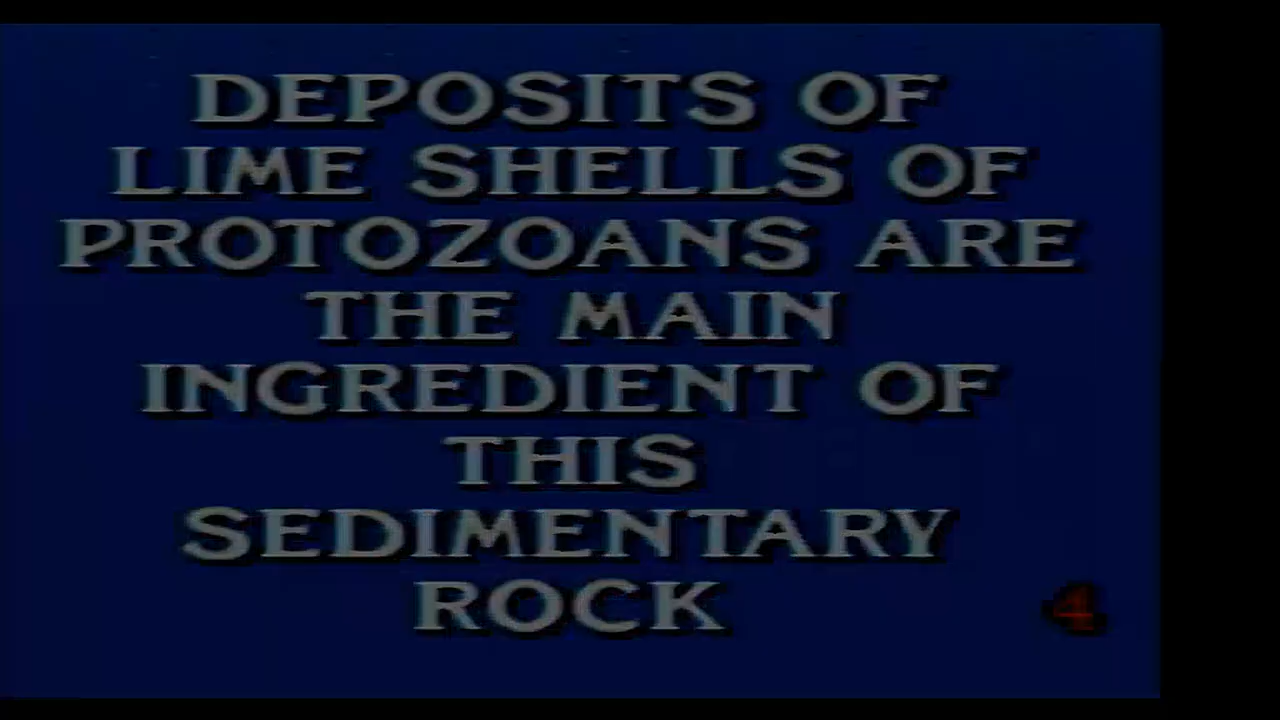 DEPOSITS OF
LIME SHELLS OF
PROTOZOANS ARE
THE MAIN
INGREDIENT OF
THIS
SEDIMENTARY
ROCK
4